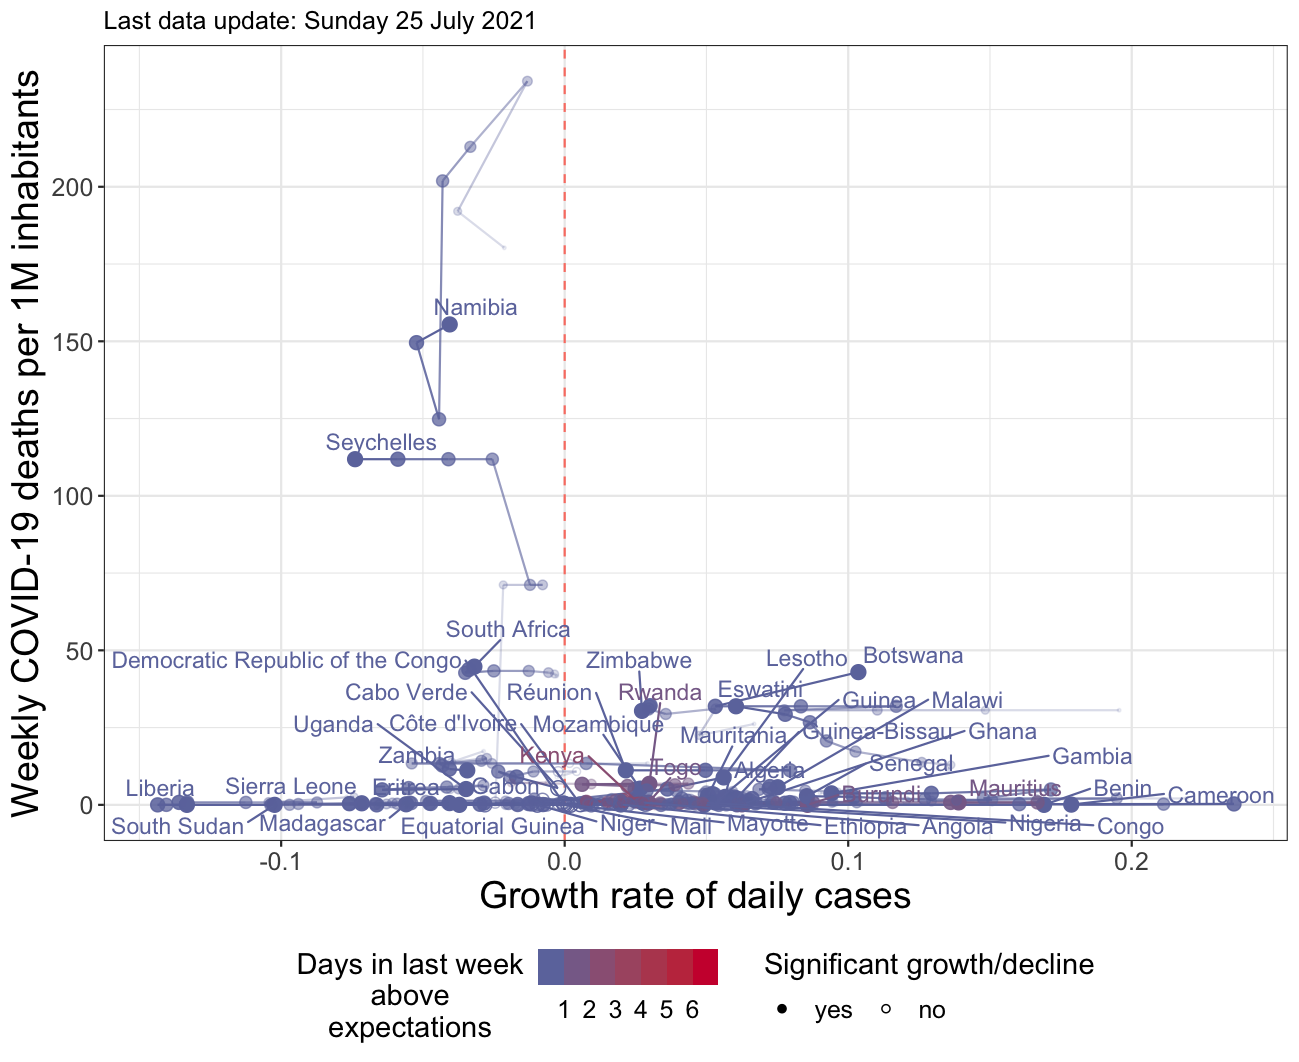 Last data update: Sunday 25 July 2021
Weekly COVID-19 deaths per 1M inhabitants
200
150
100
50
0
Namibia
Seychelles
South Africa
Democratic Republic of the Congo
Zimbabwe
Lesotho
Botswana
Cabo Verde
Réunion
Rwanda
Eswatini
Guinea
Malawi
Uganda
Côte d'Ivoire
Mozambique
Mauritania
Guinea-Bissau
Ghana
Zambia
Kenya
Togo
Algeria
Senegal
Gambia
Liberia
Sierra Leone
Eritrea
Gabon
Burundi
Mauritius
Benin
Cameroon
South Sudan
Madagascar
Equatorial Guinea
Niger
Mali
Mayotte
Ethiopia
Angola
Nigeria
Congo
-0.1
0.0
0.1
0.2
Growth rate of daily cases
Days in last week
above
expectations
1 2 3 4 5 6
Significant growth/decline
yes
no